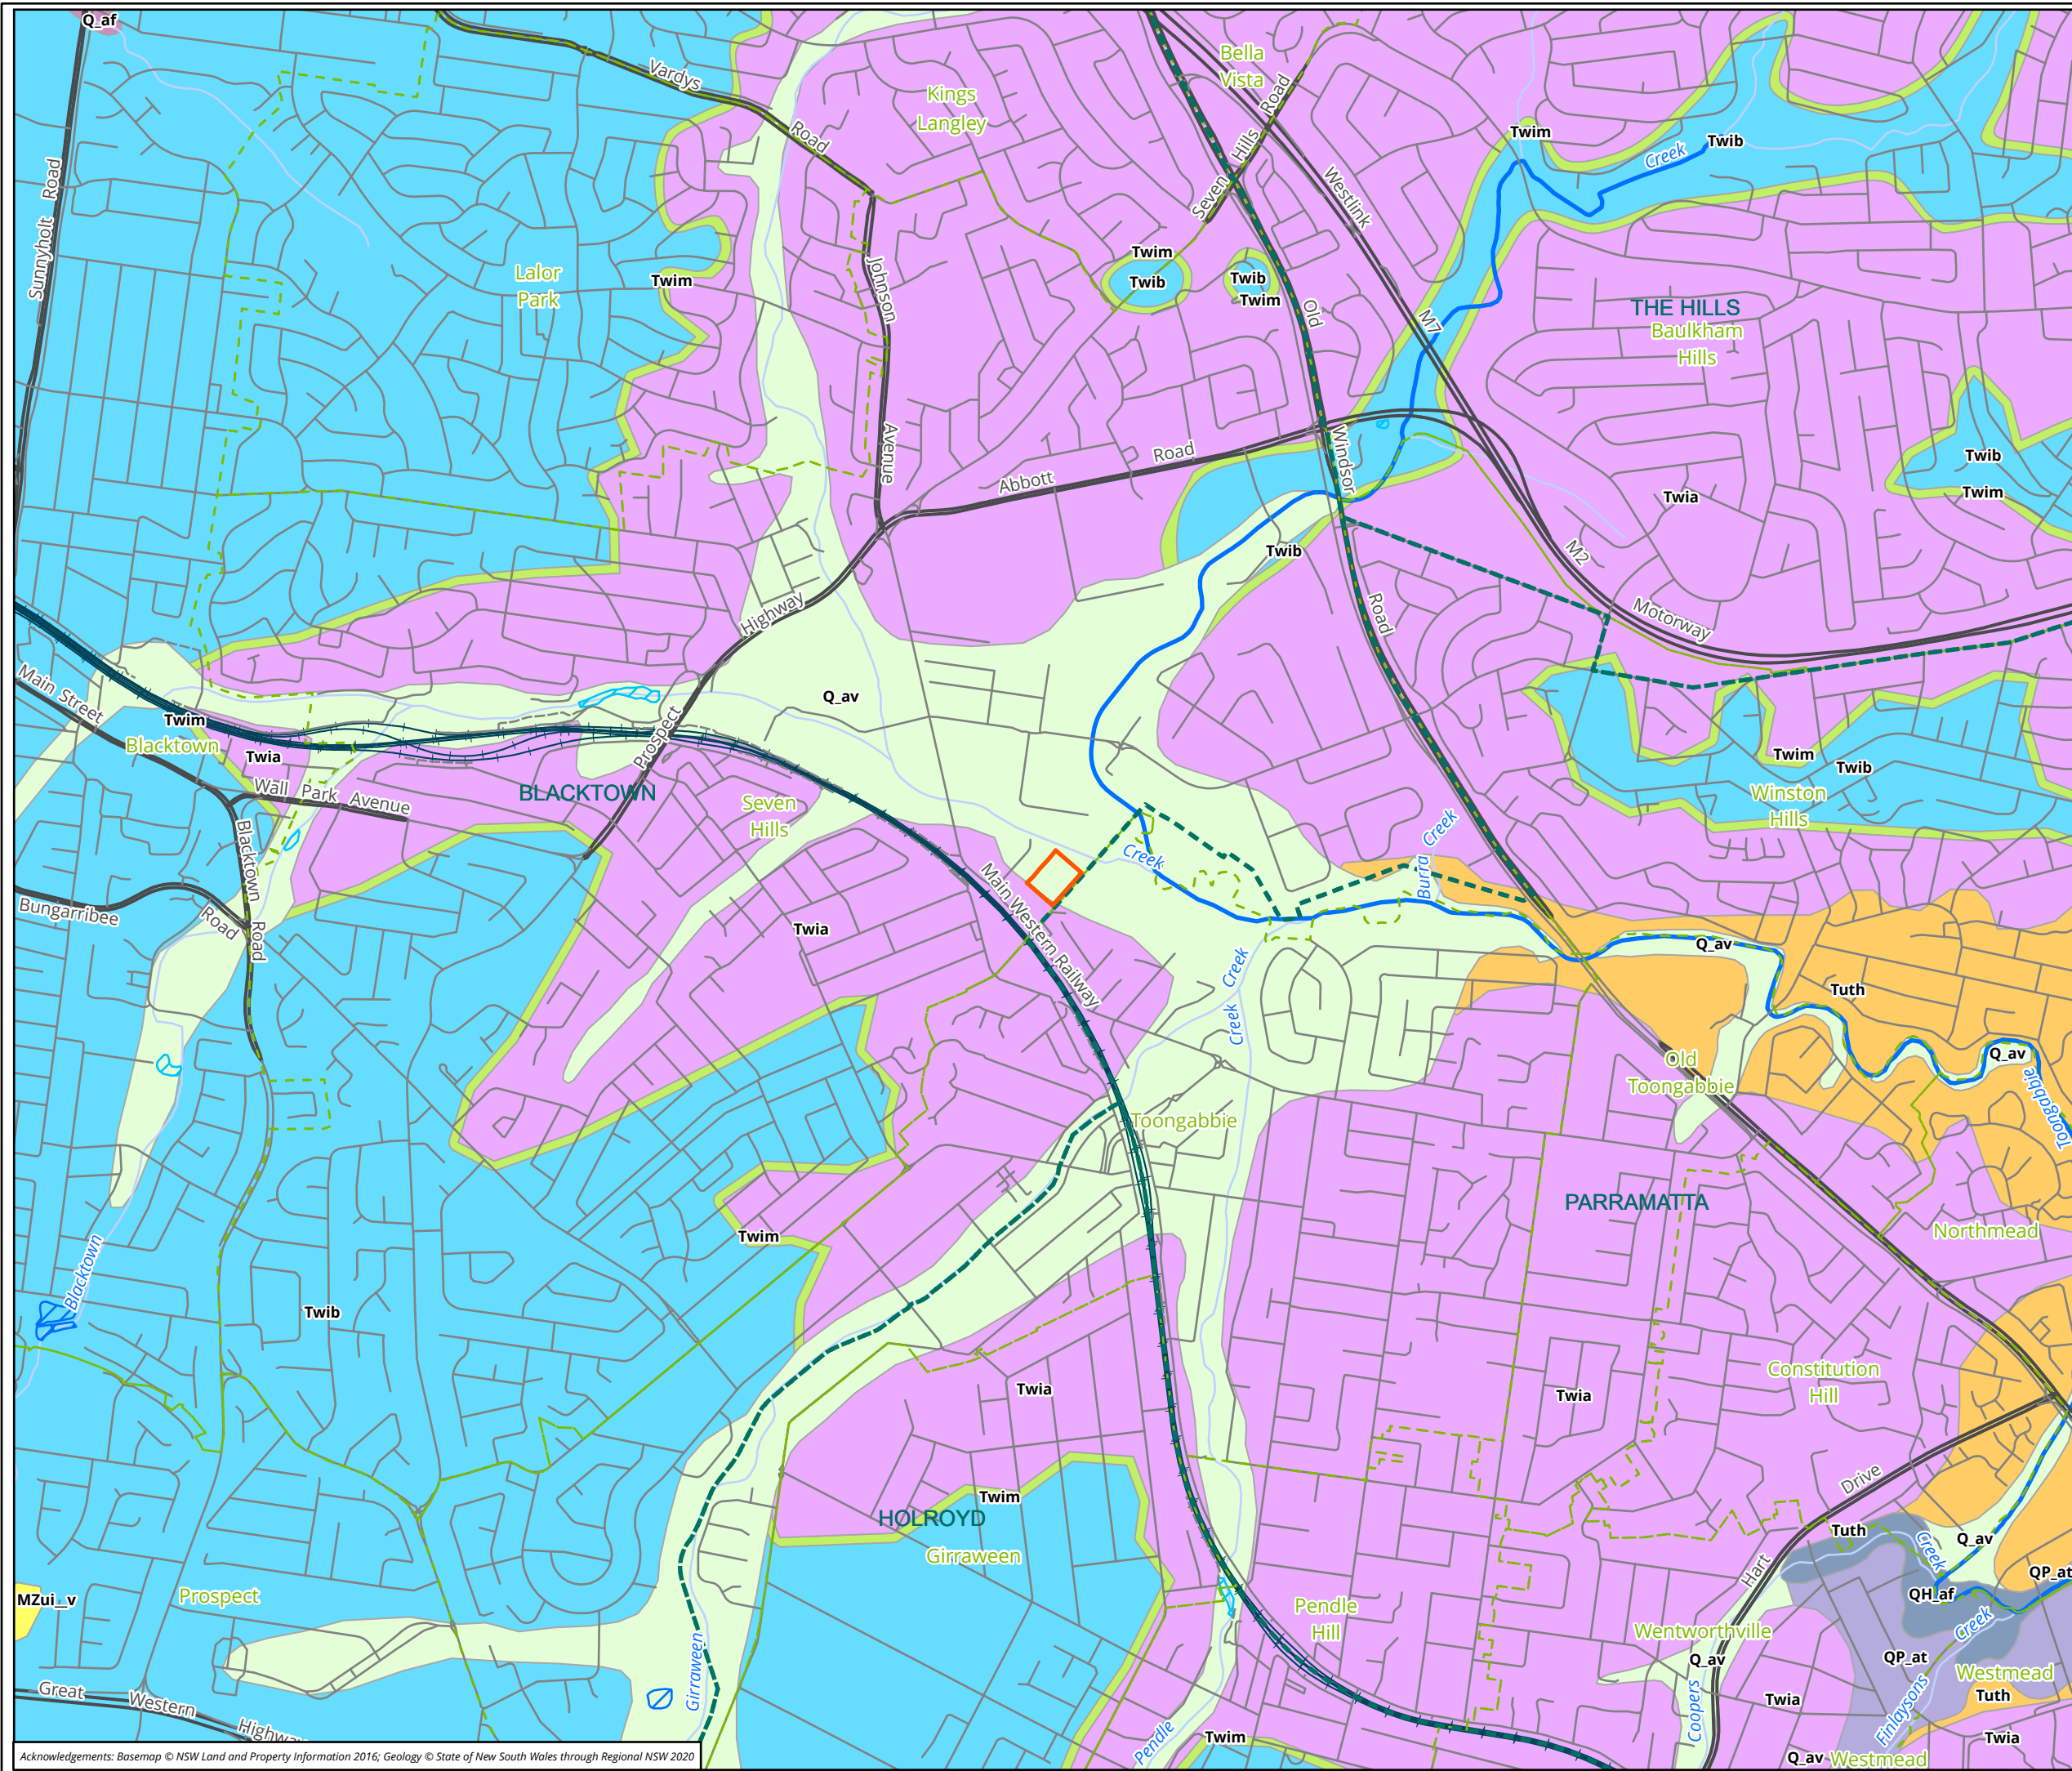 Q_af
Vardys
Road
Kings
Langley
Bella
Vista
Seven Hills Road
Westlink
M7
Twim
Creek
Twib
Sunnyholt Road
Lalor
Park
Twim
Johnson
Avenue
Twim
Twib
Twib
Twim
Old
Windsor
Road
THE HILLS
Baulkham
Hills
Abbott
Road
Twib
Twim
Twia
Twib
M2
Motorway
Highway
Prospect
Main Street
Twim
Blacktown
Twia
Q_av
Wall Park Avenue
BLACKTOWN
Seven
Hills
Twim
Twib
Winston
Hills
Blacktown
Road
Bungarribee
Road
Creek
Burra
Creek
Main Western Railway
Twia
Creek
Creek
Q_av
Tuth
Old
Toongabbie
Q_av
Toongabbie
Toongabbie
PARRAMATTA
Northmead
Twim
Blacktown
Twib
Twia
Twia
Constitution
Hill
Twim
HOLROYD
Girraween
Drive
Hart
Tuth
Creek
Q_av
QP_at
QH_af
Creek
MZui__v
Prospect
Pendle
Hill
Wentworthville
Q_av
QP_at
Westmead
Tuth
Girraween
Great
Western
Highway
Twia
Coopers
Finlaysons
Twia
Pendle
Twim
Q_av
Westmead
Acknowledgements: Basemap © NSW Land and Property Information 2016; Geology © State of New South Wales through Regional NSW 2020